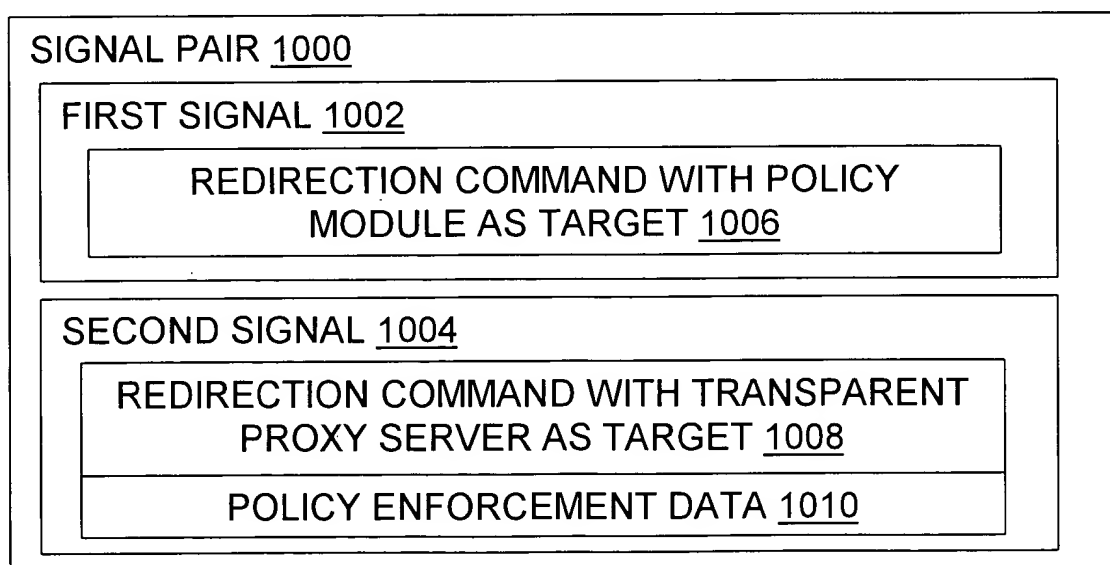 SIGNAL PAIR 1000
FIRST SIGNAL 1002
REDIRECTION COMMAND WITH POLICY
MODULE AS TARGET 1006
SECOND SIGNAL 1004
REDIRECTION COMMAND WITH TRANSPARENT
PROXY SERVER AS TARGET 1008
POLICY ENFORCEMENT DATA 1010